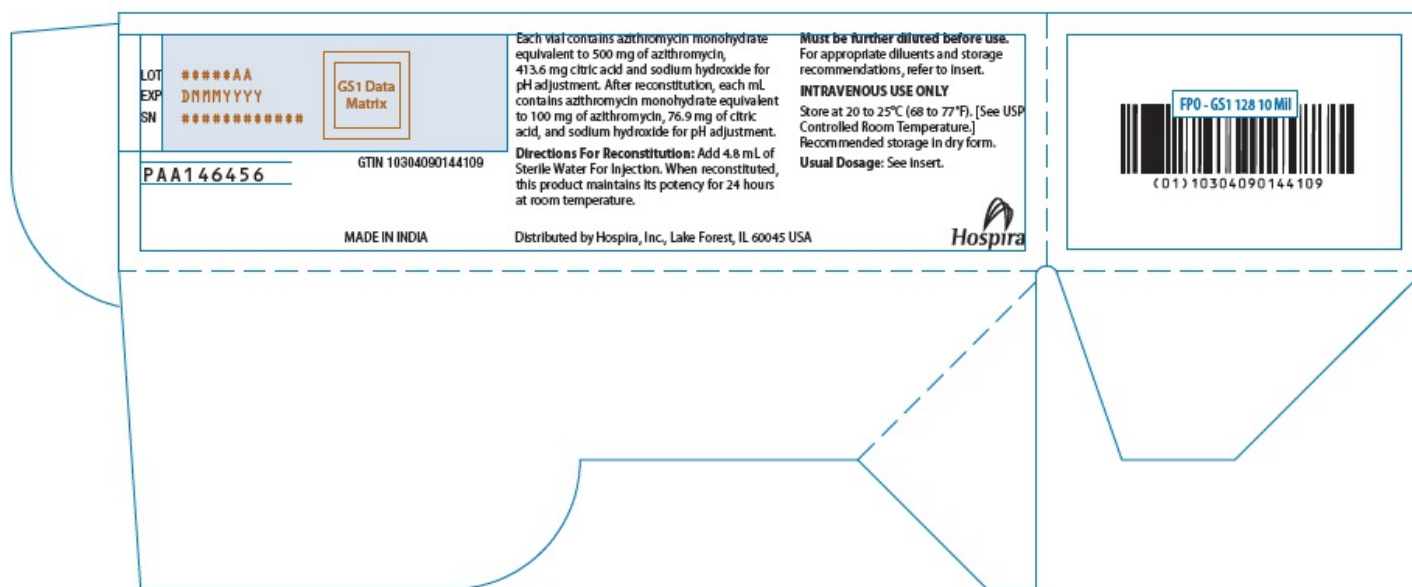 LOT #####AA
EXP DMMMYYYY
SN ############
GS1 Data
Matrix
PAA146456
GTIN 10304090144109
MADE IN INDIA
Each vial contains azithromycin monohydrate
equivalent to 500 mg of azithromycin,
413.6 mg citric acid and sodium hydroxide for
pH adjustment. After reconstitution, each mL
contains azithromycin monohydrate equivalent
to 100 mg of azithromycin, 76.9 mg of citric
acid, and sodium hydroxide for pH adjustment.
Directions For Reconstitution: Add 4.8 mL of
Sterile Water For Injection. When reconstituted,
this product maintains its potency for 24 hours
at room temperature.
Distributed by Hospira, Inc., Lake Forest, IL 60045 USA
Must be further diluted before use.
For appropriate diluents and storage
recommendations, refer to insert.
INTRAVENOUS USE ONLY
Store at 20 to 25°C (68 to 77°F). [See USP
Controlled Room Temperature.]
Recommended storage in dry form.
Usual Dosage: See insert.
Hospira
FPO - GS1 128 10 Mil
(01)10304090144109